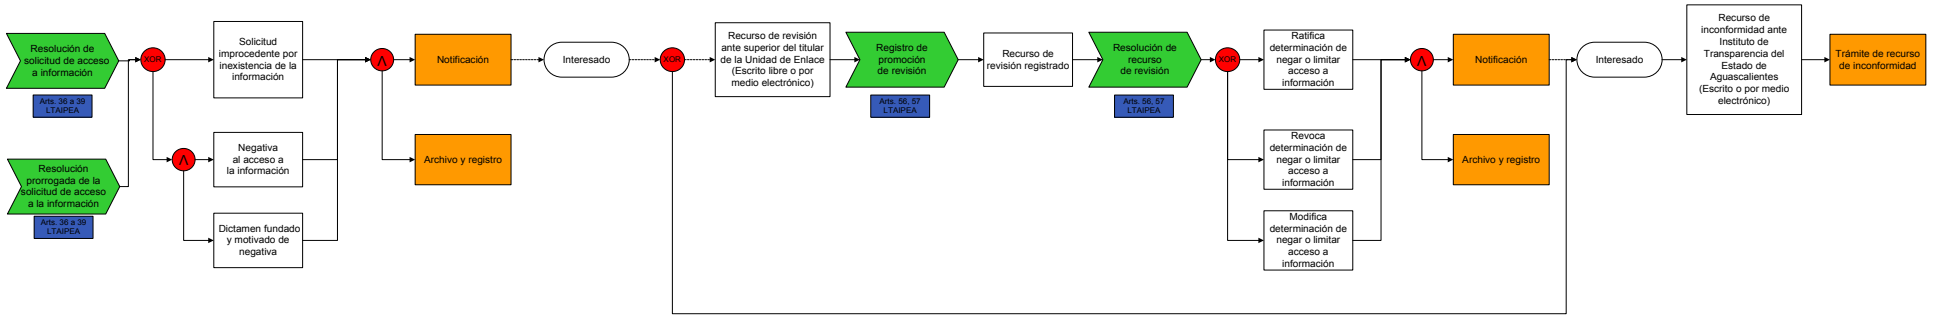 Resolución de
solicitud de acceso
a información
Arts. 36 a 39
LTAIPEA
Resolución
prorrogada de la
solicitud de acceso
a la información
Arts. 36 a 39
LTAIPEA
XOR
Solicitud
improcedente por
inexistencia de la
información
Λ
Negativa
al acceso a
la información
Dictamen fundado
y motivado de
negativa
Λ
Notificación
Archivo y registro
Interesado
XOR
Recurso de revisión
ante superior del titular
de la Unidad de Enlace
(Escrito libre o por
medio electrónico)
Registro de
promoción
de revisión
Arts. 56, 57
LTAIPEA
Recurso de
revisión registrado
Resolución de
recurso
de revisión
Arts. 56, 57
LTAIPEA
XOR
Ratifica
determinación de
negar o limitar
acceso a
información
Revoca
determinación de
negar o limitar
acceso a
información
Modifica
determinación de
negar o limitar
acceso a
información
Λ
Notificación
Archivo y registro
Interesado
Recurso de
inconformidad ante
Instituto de
Transparencia del
Estado de
Aguascalientes
(Escrito o por medio
electrónico)
Trámite de recurso
de inconformidad